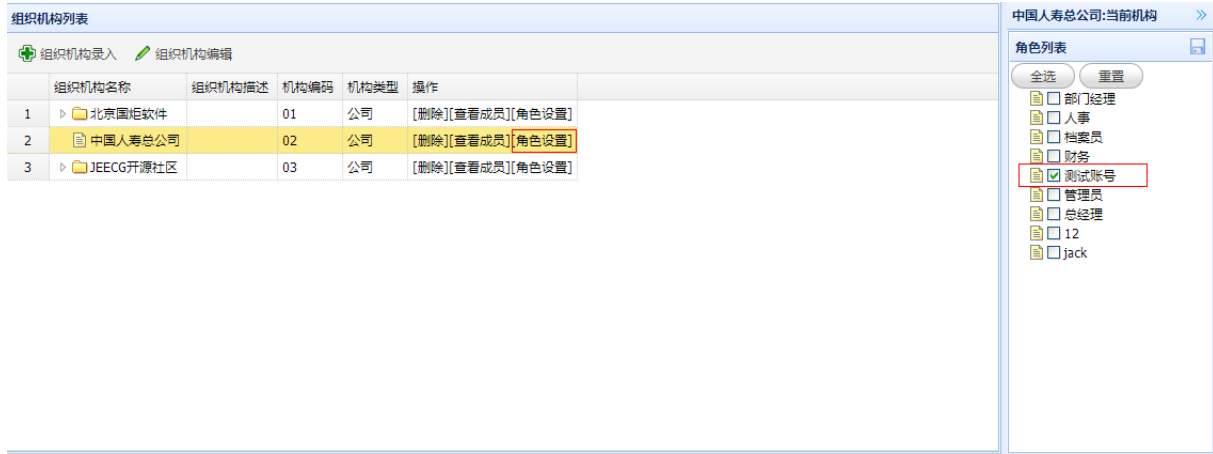 组织机构列表
组织机构录入 组织机构编辑
组织机构名称 组织机构描述 机构编码 机构类型 操作
1 北京国炬软件 01 公司 [删除][查看成员][角色设置]
2 中国人寿总公司 02 公司 [删除][查看成员][角色设置]
3 JEECG开源社区 03 公司 [删除][查看成员][角色设置]
中国人寿总公司:当前机构
角色列表
全选 重置
部门经理
人事
档案员
财务
测试账号
管理员
总经理
12
jack